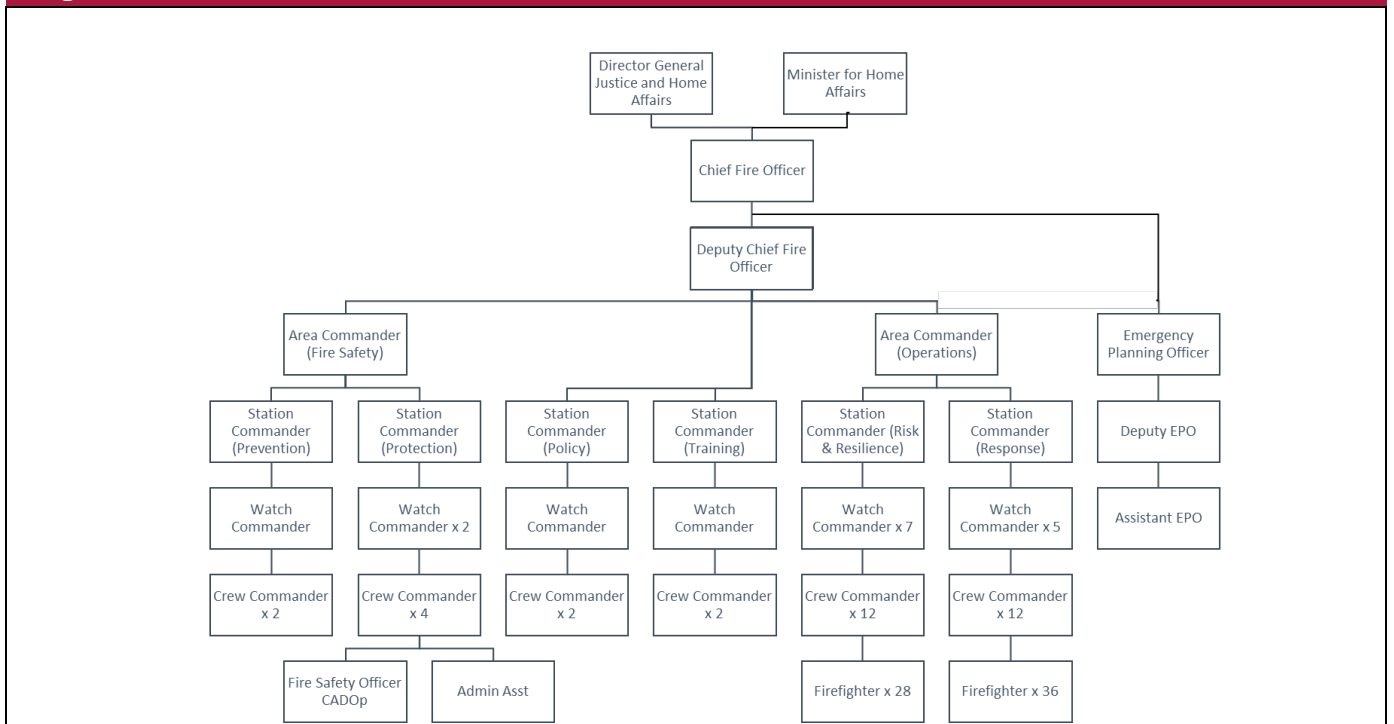 Director General
Justice and Home
Affairs
Minister for Home
Affairs
Chief Fire Officer
Deputy Chief Fire
Officer
Area Commander
(Fire Safety)
Area Commander
(Operations)
Emergency
Planning Officer
Station
Commander
(Prevention)
Station
Commander
(Protection)
Station
Commander
(Policy)
Station
Commander
(Training)
Station
Commander (Risk
& Resilience)
Station
Commander
(Response)
Deputy EPO
Watch
Commander
Watch
Commander x 2
Watch
Commander
Watch
Commander
Watch
Commander x 7
Watch
Commander x 5
Assistant EPO
Crew Commander
x 2
Crew Commander
x 4
Crew Commander
x 2
Crew Commander
x 2
Crew Commander
x 12
Crew Commander
x 12
Fire Safety Officer
CADOp
Admin Asst
Firefighter x 28
Firefighter x 36